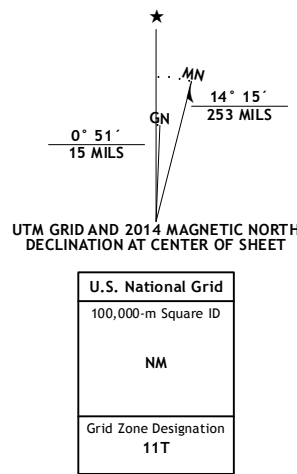 ★
MN
GN
14° 15´
253 MILS
0° 51´
15 MILS
UTM GRID AND 2014 MAGNETIC NORTH
DECLINATION AT CENTER OF SHEET
U.S. National Grid
100,000-m Square ID
NM
Grid Zone Designation
11T